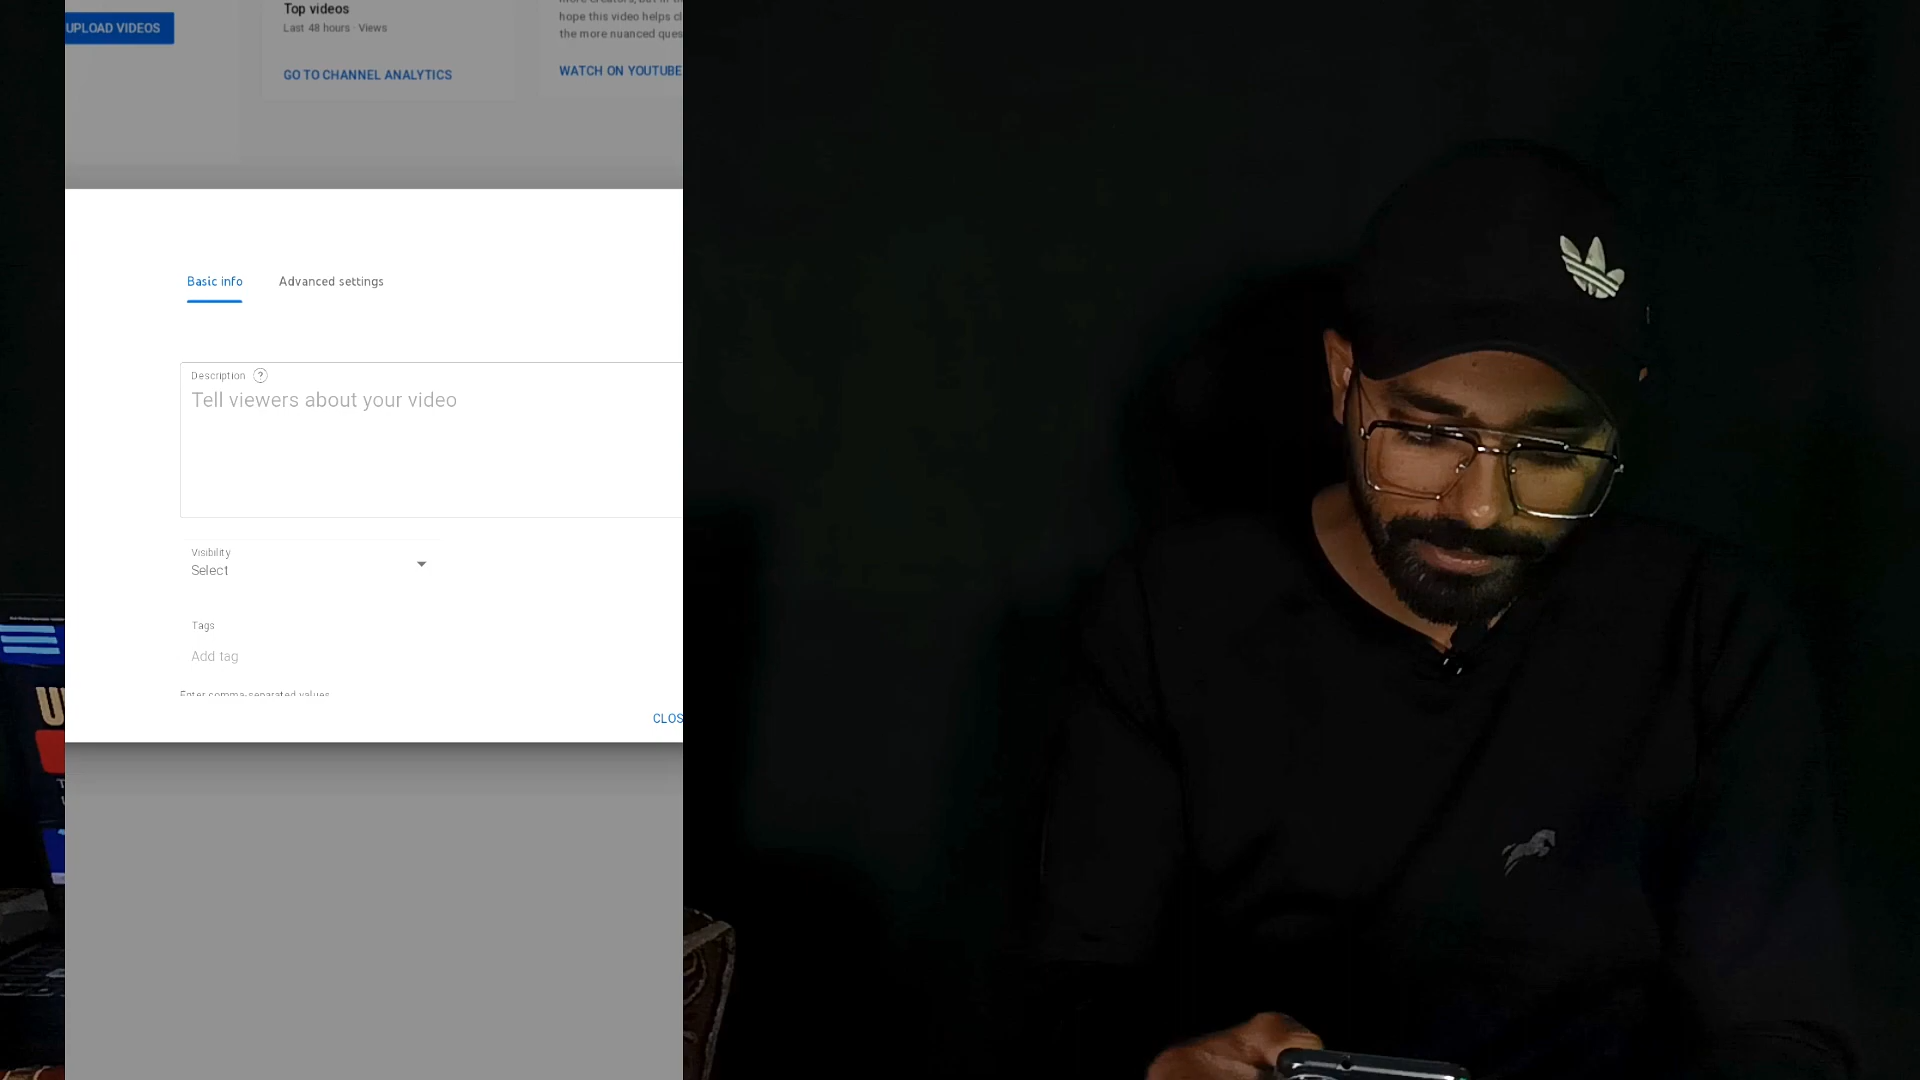 UPLOAD VIDEOS
Top videos
Last 48 hours · Views
GO TO CHANNEL ANALYTICS
hope this video helps
the more nuanced
WATCH ON YOUTUBE
Basic info
Advanced settings
Description ?
Tell viewers about your video
Visibility
Select
Tags
Add tag
Enter comma-separated values